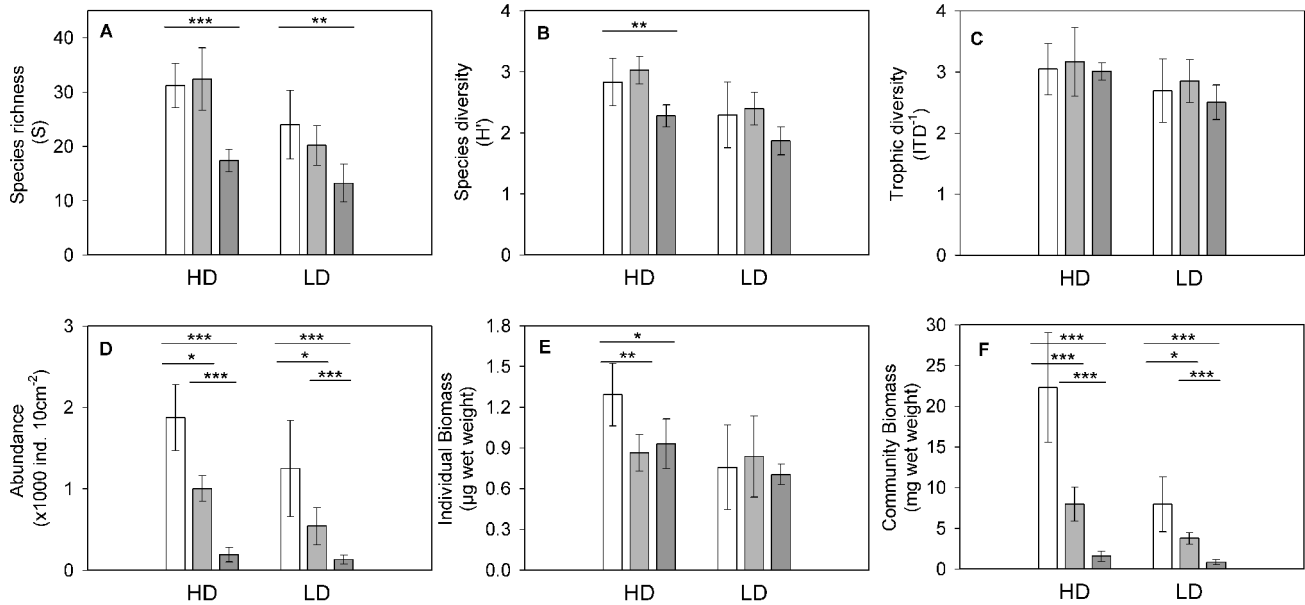 A
***
**
40
30
20
10
0
Species richness
(S)
HD
LD
B
**
4
3
2
1
0
Species diversity
(H')
HD
LD
C
4
3
2
1
0
Trophic diversity
(ITD⁻¹)
HD
LD
D
***
***
*
*
***
***
3
2
1
0
Abundance
(x1000 ind. 10cm⁻²)
HD
LD
E
*
**
1.8
1.5
1.2
0.9
0.6
0.3
0.0
Individual Biomass
(µg wet weight)
HD
LD
F
***
***
***
*
***
***
30
25
20
15
10
5
0
Community Biomass
(mg wet weight)
HD
LD